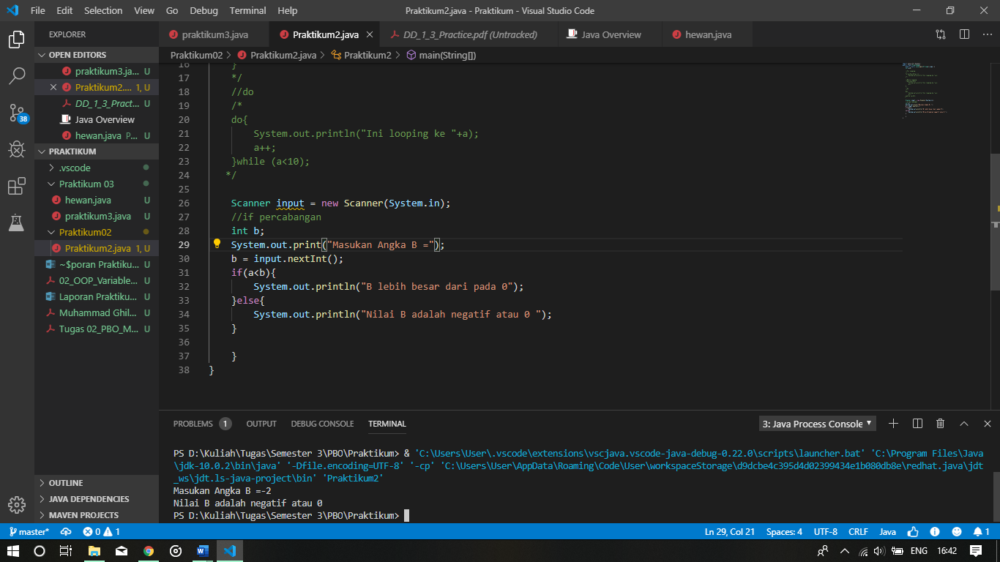 File Edit Selection View Go Debug Terminal Help Praktikum2.java - Praktikum - Visual Studio Code
EXPLORER
praktikum3.java Praktikum2.java DD_1_3_Practice.pdf (Untracked) Java Overview hewan.java
Praktikum02 > Praktikum2.java > Praktikum2 > main(String[])
OPEN EDITORS
praktikum3.ja... U
Praktikum2.... 1, U
DD_1_3_Pract... U
Java Overview
hewan.java P... U
PRAKTIKUM
.vscode
Praktikum 03
hewan.java U
praktikum3.java U
Praktikum02
Praktikum2.java 1, U
~$poran Praktiku... U
02_OOP_Variable... U
Laporan Praktiku... U
Muhammad Ghil... U
Tugas 02_PBO_M... U
OUTLINE
JAVA DEPENDENCIES
MAVEN PROJECTS
38
16 }
17 */
18 //do
19 /*
20 do{
21 System.out.println("Ini looping ke "+a);
22 a++;
23 }while (a<10);
24 */
25
26 Scanner input = new Scanner(System.in);
27 //if percabangan
28 int b;
29 System.out.print("Masukan Angka B =");
30 b = input.nextInt();
31 if(a<b){
32 System.out.println("B lebih besar dari pada 0");
33 }else{
34 System.out.println("Nilai B adalah negatif atau 0 ");
35 }
36
37 }
38 }
PROBLEMS 1 OUTPUT DEBUG CONSOLE TERMINAL 3: Java Process Console
PS D:\Kuliah\Tugas\Semester 3\PBO\Praktikum> & 'C:\Users\User\.vscode\extensions\vscjava.vscode-java-debug-0.22.0\scripts\launcher.bat' 'C:\Program Files\Java
\jdk-10.0.2\bin\java' '-Dfile.encoding=UTF-8' '-cp' 'C:\Users\User\AppData\Roaming\Code\User\workspaceStorage\d9dcbe4c395d4d02399434e1b080db8e\redhat.java\jdt
_ws\jdt.ls-java-project\bin' 'Praktikum2'
Masukan Angka B =-2
Nilai B adalah negatif atau 0
PS D:\Kuliah\Tugas\Semester 3\PBO\Praktikum>
master* 0 1 Ln 29, Col 21 Spaces: 4 UTF-8 CRLF Java 1
ENG 16:42